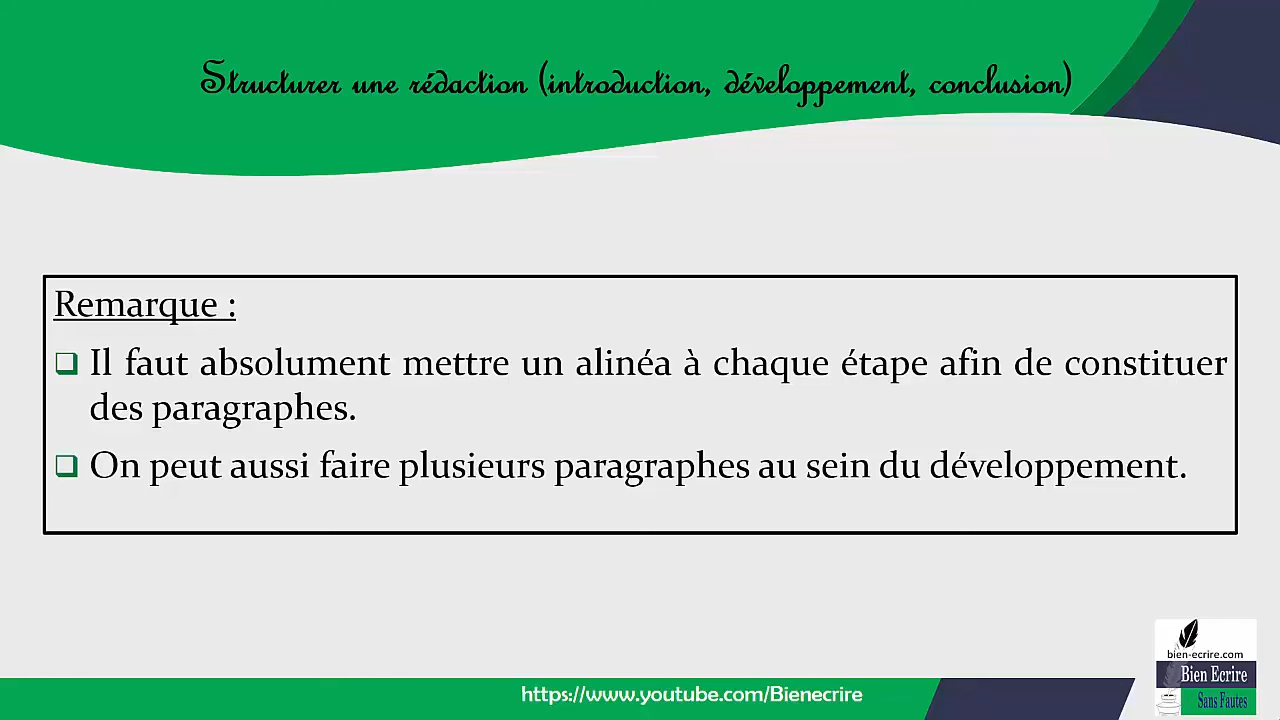 Structurer une rédaction (introduction, développement, conclusion)
Remarque :
Il faut absolument mettre un alinéa à chaque étape afin de constituer
des paragraphes.
On peut aussi faire plusieurs paragraphes au sein du développement.
bien-ecrire.com
Bien Ecrire
Sans Fautes
https://www.youtube.com/Bienecrire